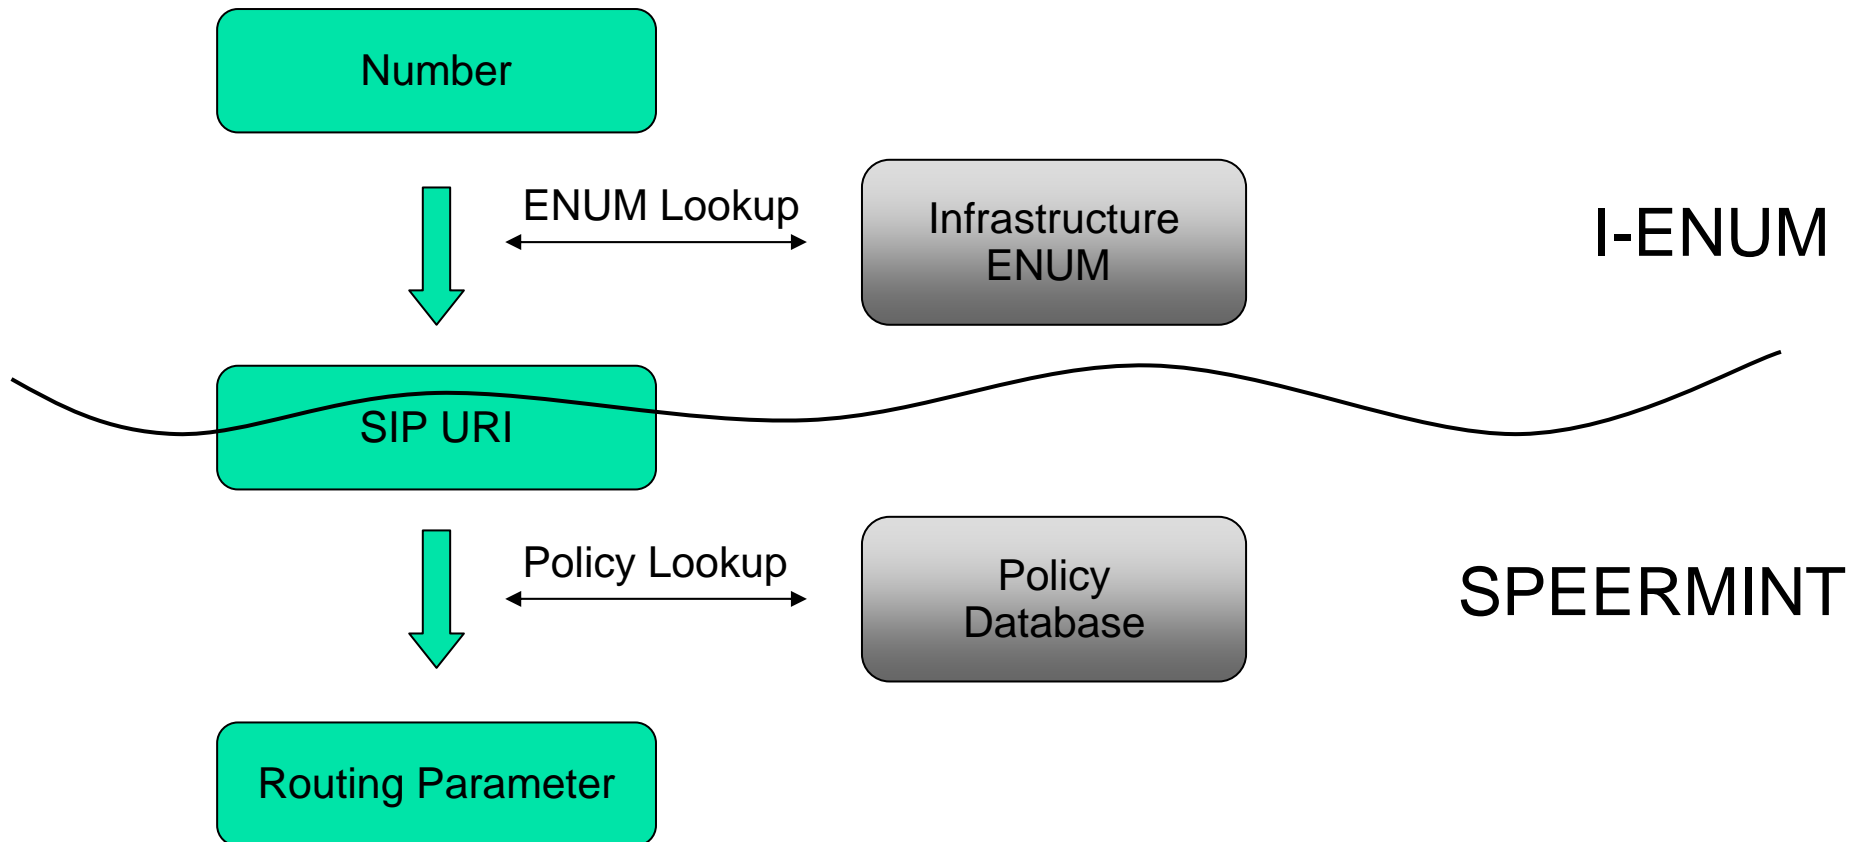 Number
ENUM Lookup
Infrastructure
ENUM
I-ENUM
SIP URI
Policy Lookup
Policy
Database
SPEERMINT
Routing Parameter